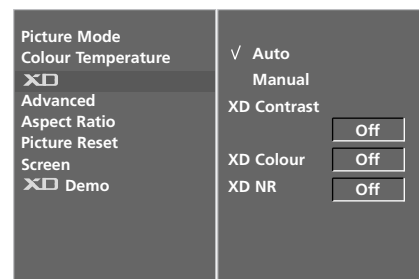 Picture Mode
Colour Temperature
XD
Advanced
Aspect Ratio
Picture Reset
Screen
XD Demo
√ Auto
Manual
XD Contrast
Off
XD Colour Off
XD NR Off